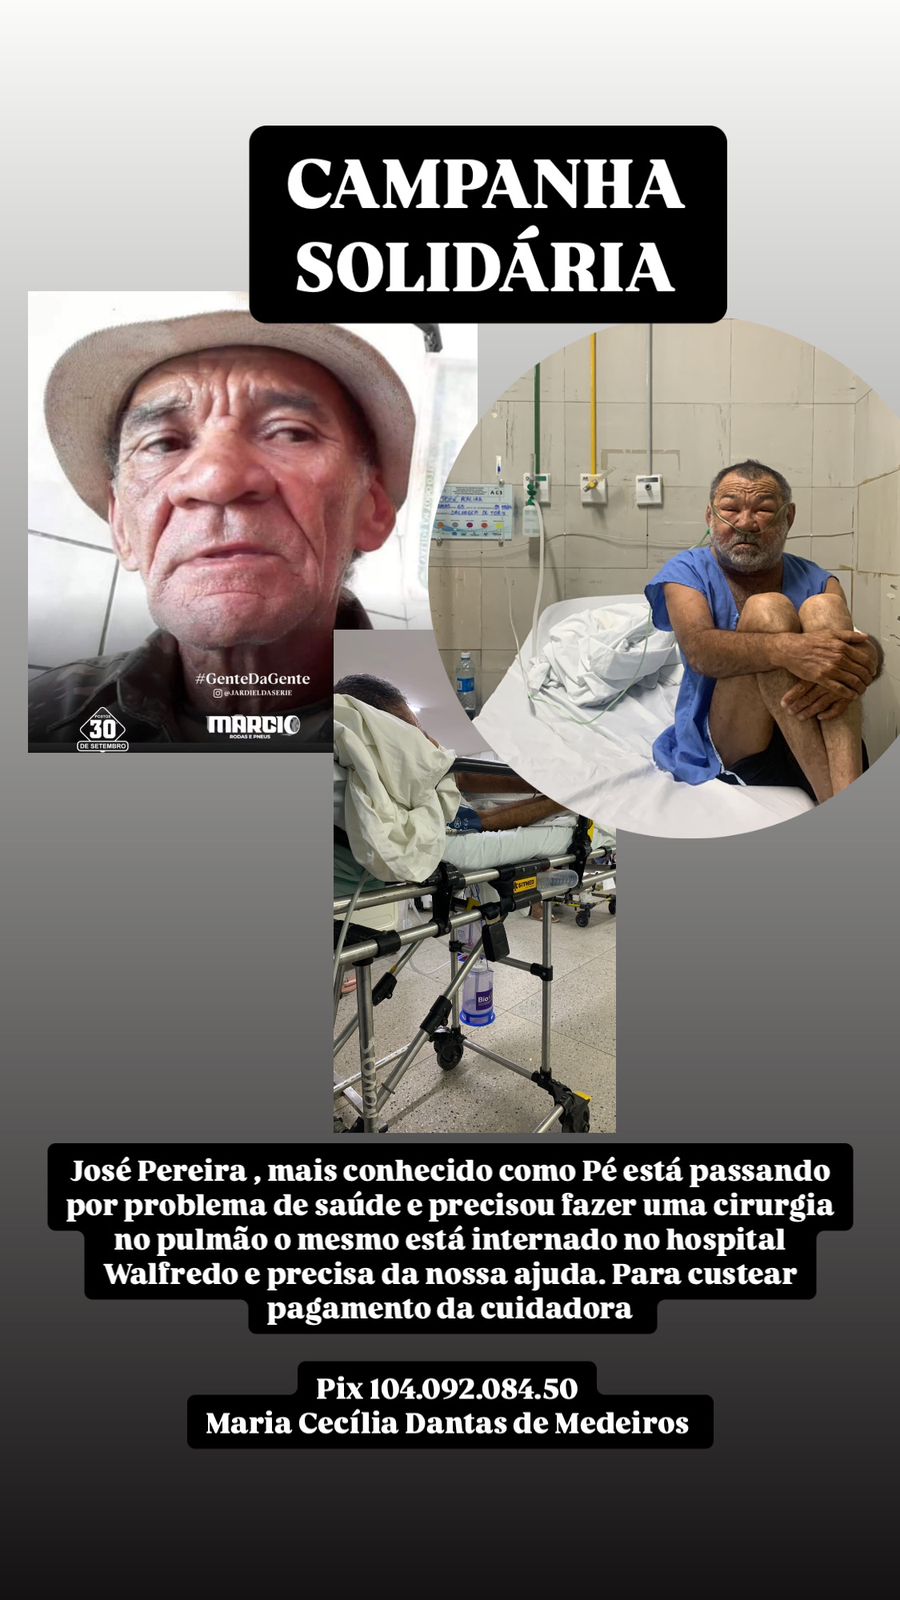 CAMPANHA
SOLIDÁRIA
#GenteDaGente
@JARDIELDASERIE
POSTOS
30
DE SETEMBRO
MÁRCIO
RODAS E PNEUS
José Pereira , mais conhecido como Pé está passando
por problema de saúde e precisou fazer uma cirurgia
no pulmão o mesmo está internado no hospital
Walfredo e precisa da nossa ajuda. Para custear
pagamento da cuidadora
Pix 104.092.084.50
Maria Cecília Dantas de Medeiros